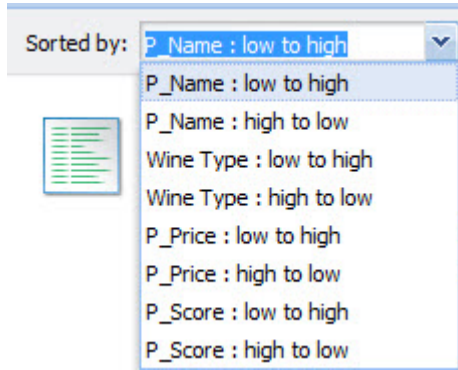 Sorted by: P_Name : low to high
P_Name : low to high
P_Name : high to low
Wine Type : low to high
Wine Type : high to low
P_Price : low to high
P_Price : high to low
P_Score : low to high
P_Score : high to low